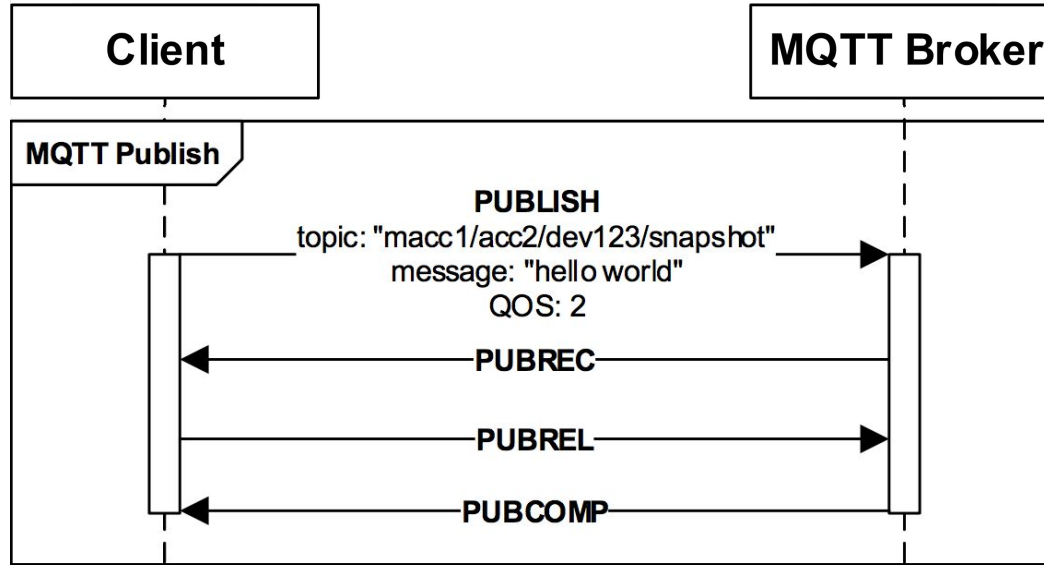 Client
MQTT Broker
MQTT Publish
PUBLISH
topic: "macc1/acc2/dev123/snapshot"
message: "hello world"
QOS: 2
PUBREC
PUBREL
PUBCOMP